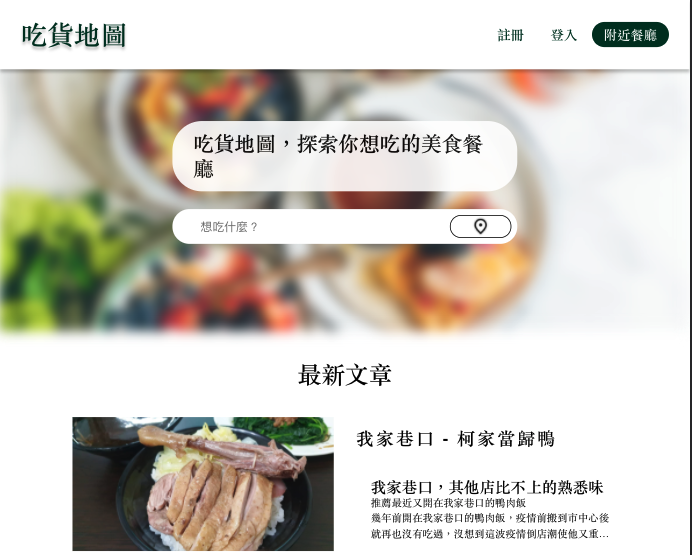 吃貨地圖
註冊
登入
附近餐廳
吃貨地圖，探索你想吃的美食餐
廳
想吃什麼？
最新文章
我家巷口 - 柯家當歸鴨
我家巷口，其他店比不上的熟悉味
推薦最近又開在我家巷口的鴨肉飯
幾年前開在我家巷口的鴨肉飯，疫情前搬到市中心後
就再也沒有吃過，沒想到這波疫情倒店潮使他又重...